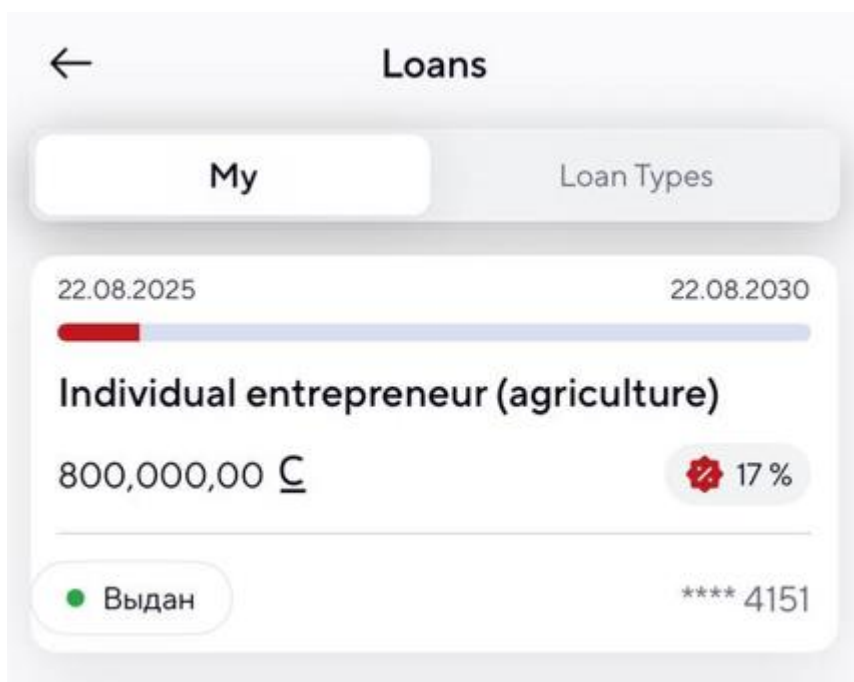 Loans
My
Loan Types
22.08.2025
22.08.2030
Individual entrepreneur (agriculture)
800,000,00 C̲
17 %
Выдан
**** 4151